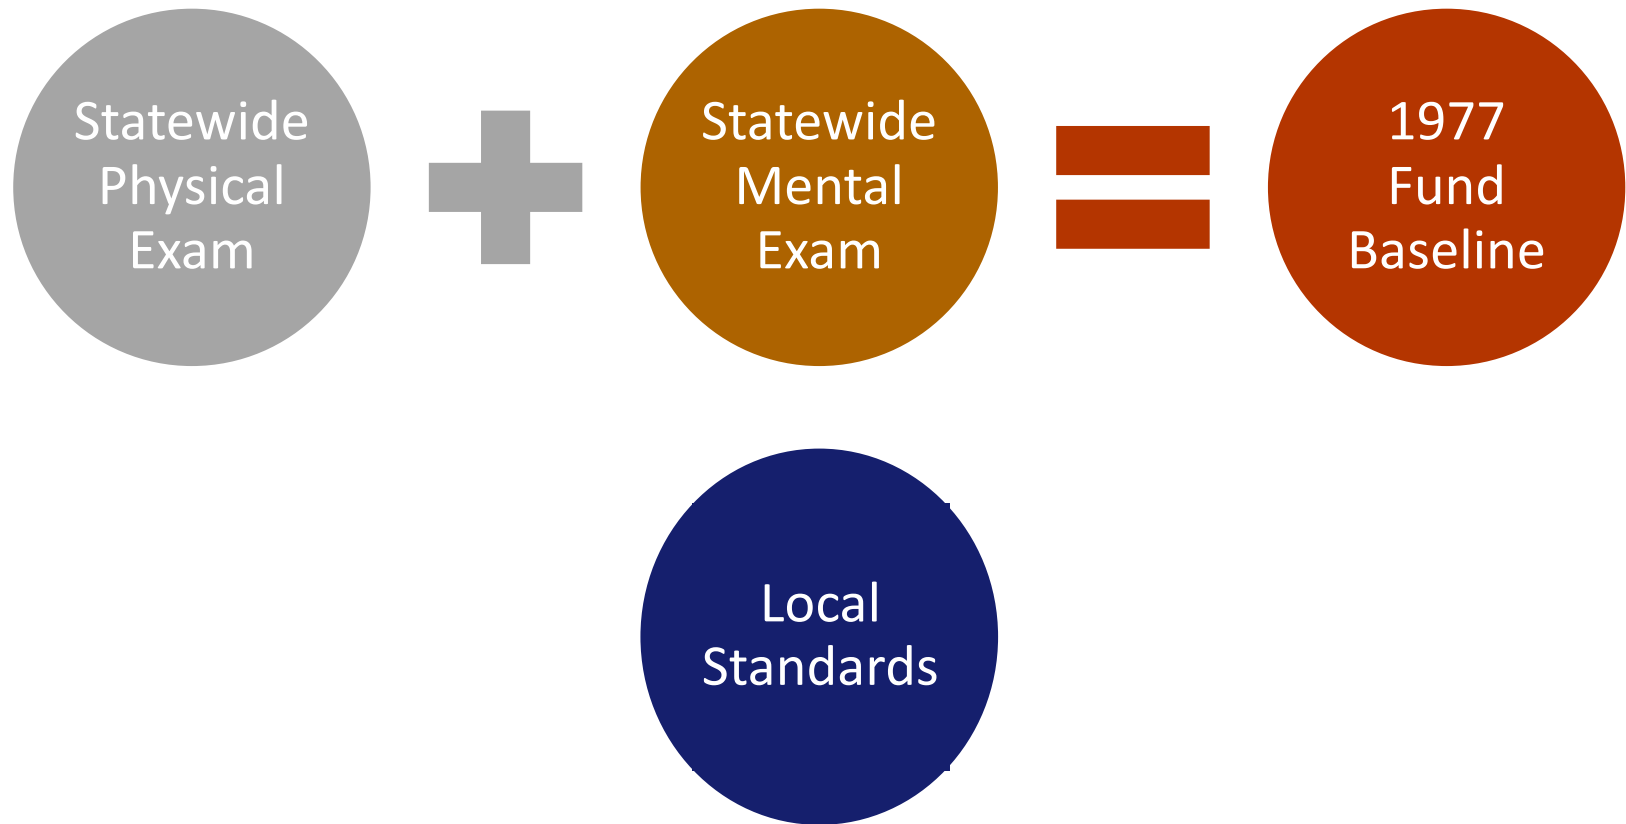 Statewide
Physical
Exam
Statewide
Mental
Exam
1977
Fund
Baseline
Local
Standards